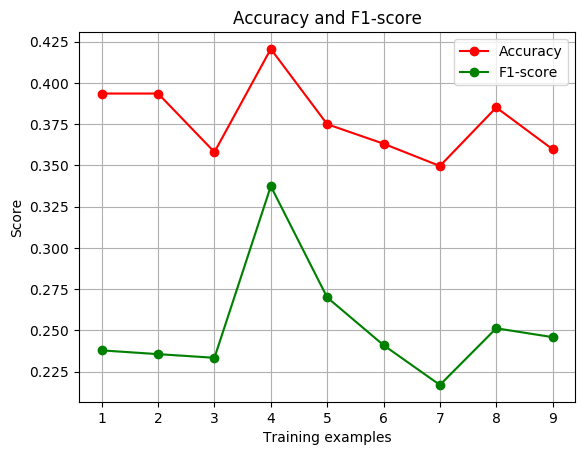 Accuracy and F1-score
Accuracy
F1-score
Score
0.425
0.400
0.375
0.350
0.325
0.300
0.275
0.250
0.225
1 2 3 4 5 6 7 8 9
Training examples